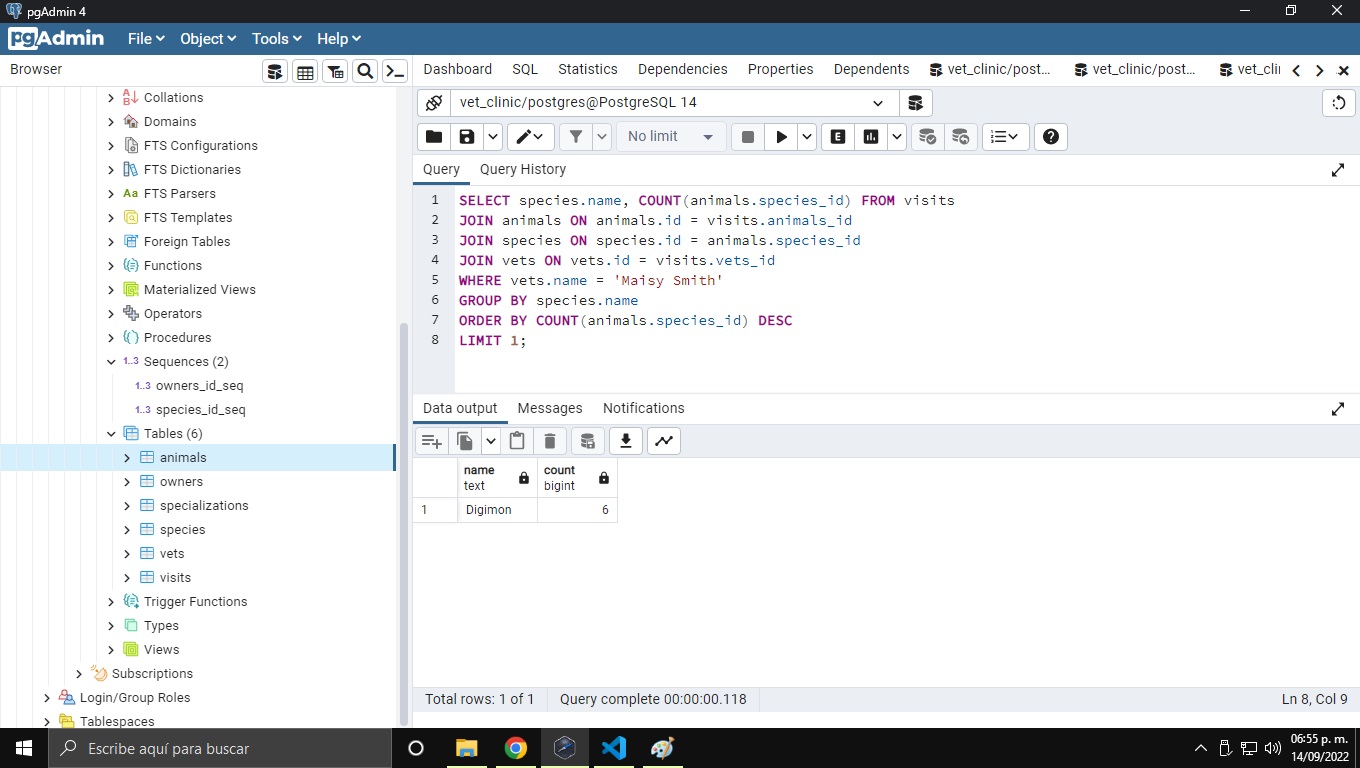 pgAdmin 4
pgAdmin File Object Tools Help
Browser
Dashboard SQL Statistics Dependencies Properties Dependents vet_clinic/post... vet_clinic/post... vet_cli
Collations
Domains
FTS Configurations
FTS Dictionaries
Aa FTS Parsers
FTS Templates
Foreign Tables
Functions
Materialized Views
Operators
Procedures
1..3 Sequences (2)
1..3 owners_id_seq
1..3 species_id_seq
Tables (6)
animals
owners
specializations
species
vets
visits
Trigger Functions
Types
Views
Subscriptions
Login/Group Roles
Tablespaces
vet_clinic/postgres@PostgreSQL 14
No limit E
Query Query History
1 SELECT species.name, COUNT(animals.species_id) FROM visits
2 JOIN animals ON animals.id = visits.animals_id
3 JOIN species ON species.id = animals.species_id
4 JOIN vets ON vets.id = visits.vets_id
5 WHERE vets.name = 'Maisy Smith'
6 GROUP BY species.name
7 ORDER BY COUNT(animals.species_id) DESC
8 LIMIT 1;
Data output Messages Notifications
name count
text bigint
1 Digimon 6
Total rows: 1 of 1 Query complete 00:00:00.118 Ln 8, Col 9
Escribe aquí para buscar
06:55 p. m.
14/09/2022